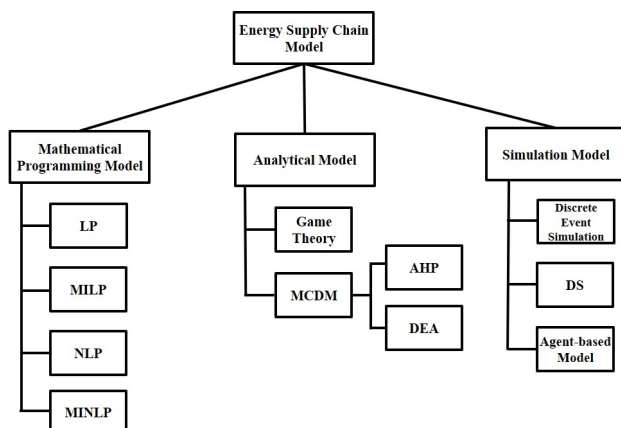 Energy Supply Chain
Model
Mathematical
Programming Model
Analytical Model
Simulation Model
LP
MILP
NLP
MINLP
Game
Theory
MCDM
AHP
DEA
Discrete
Event
Simulation
DS
Agent-based
Model